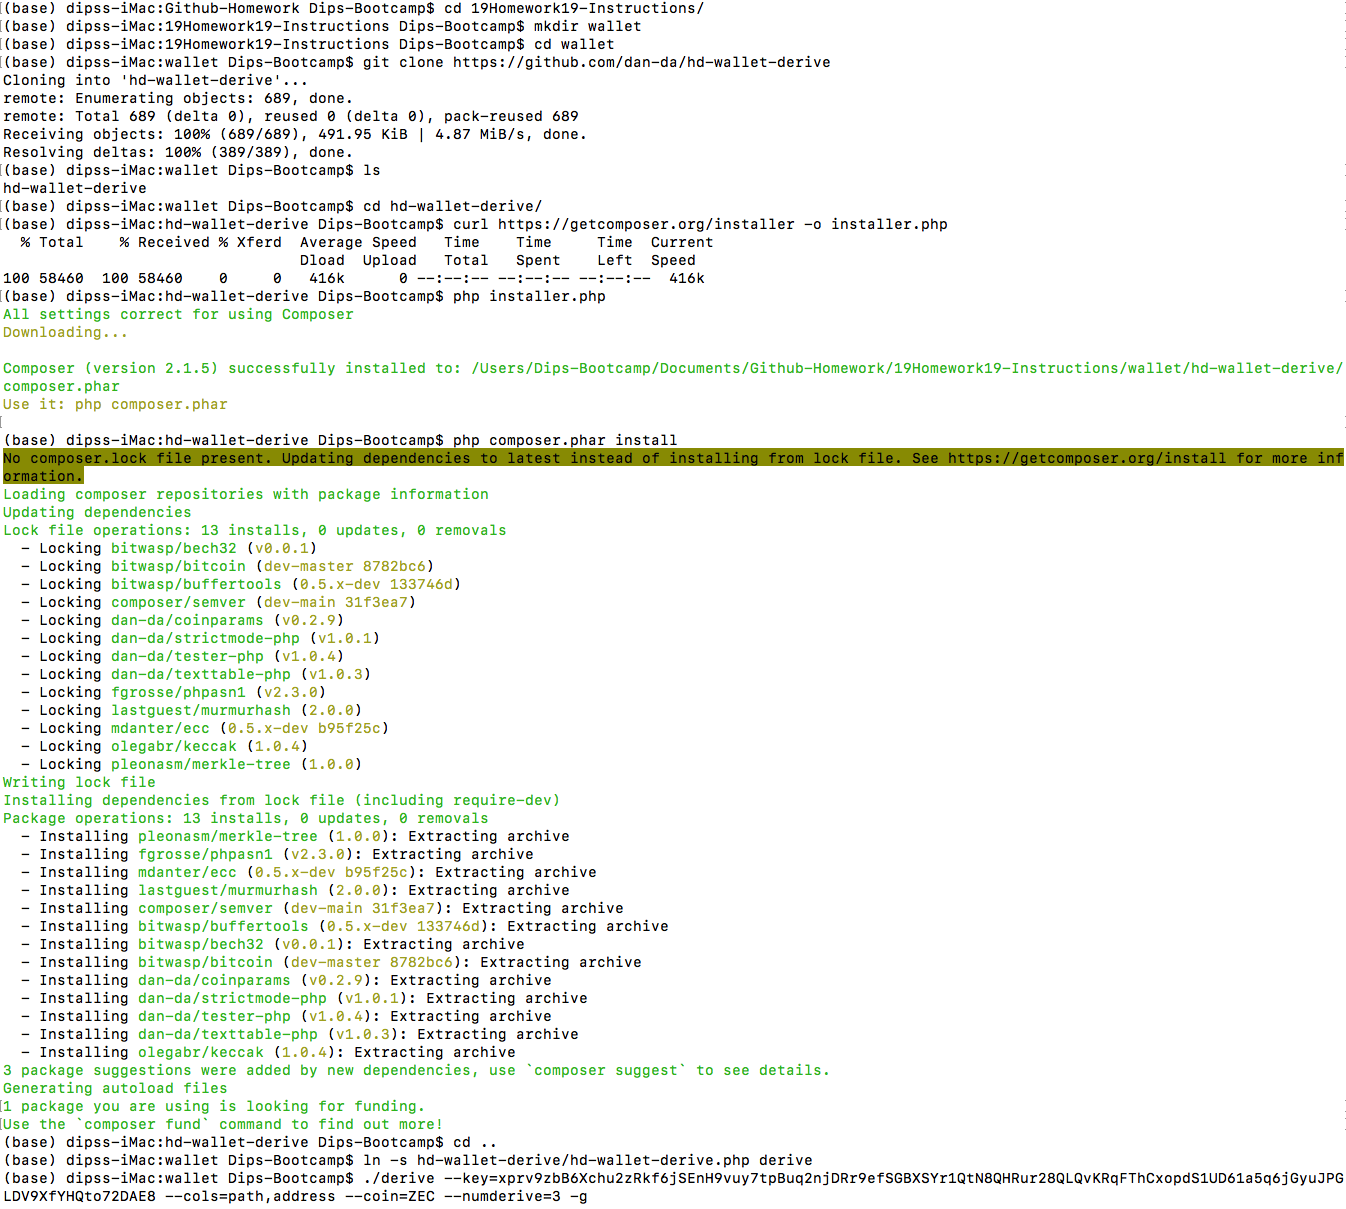 (base) dipss-iMac:Github-Homework Dips-Bootcamp$ cd 19Homework19-Instructions/
(base) dipss-iMac:19Homework19-Instructions Dips-Bootcamp$ mkdir wallet
(base) dipss-iMac:19Homework19-Instructions Dips-Bootcamp$ cd wallet
(base) dipss-iMac:wallet Dips-Bootcamp$ git clone https://github.com/dan-da/hd-wallet-derive
Cloning into 'hd-wallet-derive'...
remote: Enumerating objects: 689, done.
remote: Total 689 (delta 0), reused 0 (delta 0), pack-reused 689
Receiving objects: 100% (689/689), 491.95 KiB | 4.87 MiB/s, done.
Resolving deltas: 100% (389/389), done.
(base) dipss-iMac:wallet Dips-Bootcamp$ ls
hd-wallet-derive
(base) dipss-iMac:wallet Dips-Bootcamp$ cd hd-wallet-derive/
(base) dipss-iMac:hd-wallet-derive Dips-Bootcamp$ curl https://getcomposer.org/installer -o installer.php
  % Total    % Received % Xferd  Average Speed   Time    Time     Time  Current
                                 Dload  Upload   Total   Spent    Left  Speed
100 58460  100 58460    0     0   416k      0 --:--:-- --:--:-- --:--:--  416k
(base) dipss-iMac:hd-wallet-derive Dips-Bootcamp$ php installer.php
All settings correct for using Composer
Downloading...
Composer (version 2.1.5) successfully installed to: /Users/Dips-Bootcamp/Documents/Github-Homework/19Homework19-Instructions/wallet/hd-wallet-derive/
composer.phar
Use it: php composer.phar
(base) dipss-iMac:hd-wallet-derive Dips-Bootcamp$ php composer.phar install
No composer.lock file present. Updating dependencies to latest instead of installing from lock file. See https://getcomposer.org/install for more inf
ormation.
Loading composer repositories with package information
Updating dependencies
Lock file operations: 13 installs, 0 updates, 0 removals
  - Locking bitwasp/bech32 (v0.0.1)
  - Locking bitwasp/bitcoin (dev-master 8782bc6)
  - Locking bitwasp/buffertools (0.5.x-dev 133746d)
  - Locking composer/semver (dev-main 31f3ea7)
  - Locking dan-da/coinparams (v0.2.9)
  - Locking dan-da/strictmode-php (v1.0.1)
  - Locking dan-da/tester-php (v1.0.4)
  - Locking dan-da/texttable-php (v1.0.3)
  - Locking fgrosse/phpasn1 (v2.3.0)
  - Locking lastguest/murmurhash (2.0.0)
  - Locking mdanter/ecc (0.5.x-dev b95f25c)
  - Locking olegabr/keccak (1.0.4)
  - Locking pleonasm/merkle-tree (1.0.0)
Writing lock file
Installing dependencies from lock file (including require-dev)
Package operations: 13 installs, 0 updates, 0 removals
  - Installing pleonasm/merkle-tree (1.0.0): Extracting archive
  - Installing fgrosse/phpasn1 (v2.3.0): Extracting archive
  - Installing mdanter/ecc (0.5.x-dev b95f25c): Extracting archive
  - Installing lastguest/murmurhash (2.0.0): Extracting archive
  - Installing composer/semver (dev-main 31f3ea7): Extracting archive
  - Installing bitwasp/buffertools (0.5.x-dev 133746d): Extracting archive
  - Installing bitwasp/bech32 (v0.0.1): Extracting archive
  - Installing bitwasp/bitcoin (dev-master 8782bc6): Extracting archive
  - Installing dan-da/coinparams (v0.2.9): Extracting archive
  - Installing dan-da/strictmode-php (v1.0.1): Extracting archive
  - Installing dan-da/tester-php (v1.0.4): Extracting archive
  - Installing dan-da/texttable-php (v1.0.3): Extracting archive
  - Installing olegabr/keccak (1.0.4): Extracting archive
3 package suggestions were added by new dependencies, use `composer suggest` to see details.
Generating autoload files
1 package you are using is looking for funding.
Use the `composer fund` command to find out more!
(base) dipss-iMac:hd-wallet-derive Dips-Bootcamp$ cd ..
(base) dipss-iMac:wallet Dips-Bootcamp$ ln -s hd-wallet-derive/hd-wallet-derive.php derive
(base) dipss-iMac:wallet Dips-Bootcamp$ ./derive --key=xprv9zbB6Xchu2zRkf6jSEnH9vuy7tpBuq2njDRr9efSGBXSYr1QtN8QHRur28QLQvKRqFThCxopdS1UD61a5q6jGyuJPG
LDV9XfYHQto72DAE8 --cols=path,address --coin=ZEC --numderive=3 -g